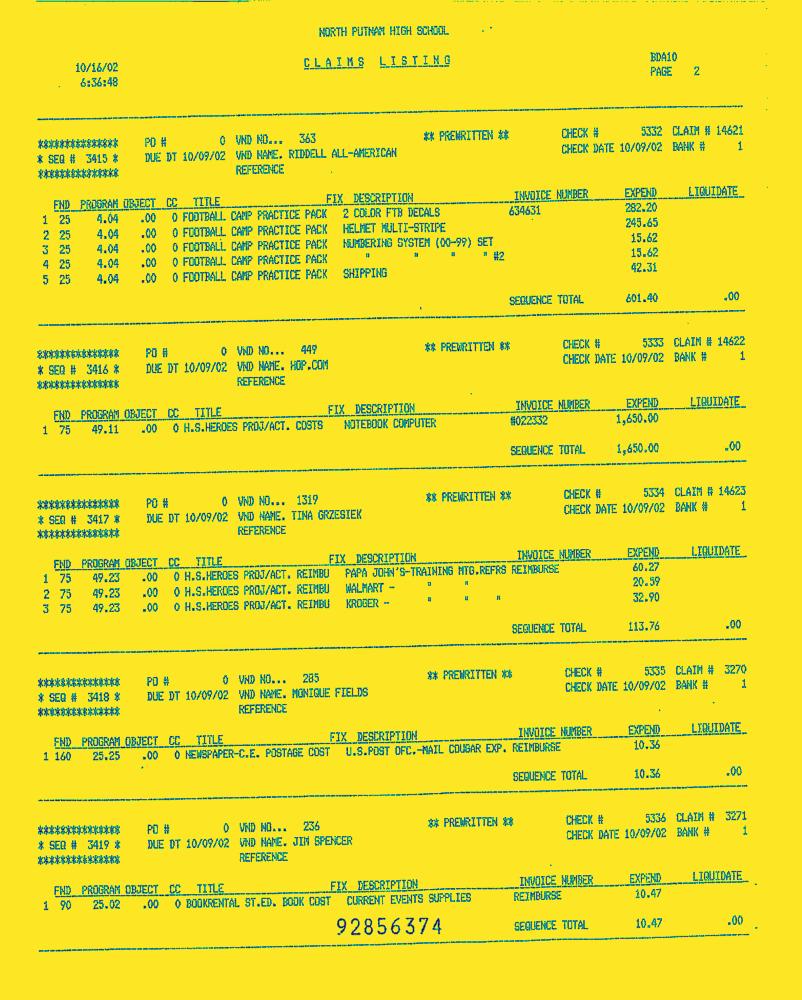 NORTH PUTNAM HIGH SCHOOL
10/16/02 CLAIMS LISTING BDA10
6:36:48 PAGE 2
*************** PO # 0 VND NO... 363 ** PREWRITTEN ** CHECK # 5332 CLAIM # 14621
* SEQ # 3415 * DUE DT 10/09/02 VND NAME. RIDDELL ALL-AMERICAN CHECK DATE 10/09/02 BANK # 1
*************** REFERENCE
FND PROGRAM OBJECT CC TITLE FIX DESCRIPTION INVOICE NUMBER EXPEND LIQUIDATE
1 25 4.04 .00 0 FOOTBALL CAMP PRACTICE PACK 2 COLOR FTB DECALS 634631 282.20
2 25 4.04 .00 0 FOOTBALL CAMP PRACTICE PACK HELMET MULTI-STRIPE 245.65
3 25 4.04 .00 0 FOOTBALL CAMP PRACTICE PACK NUMBERING SYSTEM (00-99) SET 15.62
4 25 4.04 .00 0 FOOTBALL CAMP PRACTICE PACK " " " " #2 15.62
5 25 4.04 .00 0 FOOTBALL CAMP PRACTICE PACK SHIPPING 42.31
SEQUENCE TOTAL 601.40 .00
*************** PO # 0 VND NO... 449 ** PREWRITTEN ** CHECK # 5333 CLAIM # 14622
* SEQ # 3416 * DUE DT 10/09/02 VND NAME. HOP.COM CHECK DATE 10/09/02 BANK # 1
*************** REFERENCE
FND PROGRAM OBJECT CC TITLE FIX DESCRIPTION INVOICE NUMBER EXPEND LIQUIDATE
1 75 49.11 .00 0 H.S.HEROES PROJ/ACT. COSTS NOTEBOOK COMPUTER #022332 1,650.00
SEQUENCE TOTAL 1,650.00 .00
*************** PO # 0 VND NO... 1319 ** PREWRITTEN ** CHECK # 5334 CLAIM # 14623
* SEQ # 3417 * DUE DT 10/09/02 VND NAME. TINA GRZESIEK CHECK DATE 10/09/02 BANK # 1
*************** REFERENCE
FND PROGRAM OBJECT CC TITLE FIX DESCRIPTION INVOICE NUMBER EXPEND LIQUIDATE
1 75 49.23 .00 0 H.S.HEROES PROJ/ACT. REIMBU PAPA JOHN'S-TRAINING MTG.REFRS REIMBURSE 60.27
2 75 49.23 .00 0 H.S.HEROES PROJ/ACT. REIMBU WALMART - " " 20.59
3 75 49.23 .00 0 H.S.HEROES PROJ/ACT. REIMBU KROGER - " " " 32.90
SEQUENCE TOTAL 113.76 .00
*************** PO # 0 VND NO... 285 ** PREWRITTEN ** CHECK # 5335 CLAIM # 3270
* SEQ # 3418 * DUE DT 10/09/02 VND NAME. MONIQUE FIELDS CHECK DATE 10/09/02 BANK # 1
*************** REFERENCE
FND PROGRAM OBJECT CC TITLE FIX DESCRIPTION INVOICE NUMBER EXPEND LIQUIDATE
1 160 25.25 .00 0 NEWSPAPER-C.E. POSTAGE COST U.S.POST OFC.-MAIL COUGAR EXP. REIMBURSE 10.36
SEQUENCE TOTAL 10.36 .00
*************** PO # 0 VND NO... 236 ** PREWRITTEN ** CHECK # 5336 CLAIM # 3271
* SEQ # 3419 * DUE DT 10/09/02 VND NAME. JIM SPENCER CHECK DATE 10/09/02 BANK # 1
*************** REFERENCE
FND PROGRAM OBJECT CC TITLE FIX DESCRIPTION INVOICE NUMBER EXPEND LIQUIDATE
1 90 25.02 .00 0 BOOKRENTAL ST.ED. BOOK COST CURRENT EVENTS SUPPLIES REIMBURSE 10.47
92856374 SEQUENCE TOTAL 10.47 .00